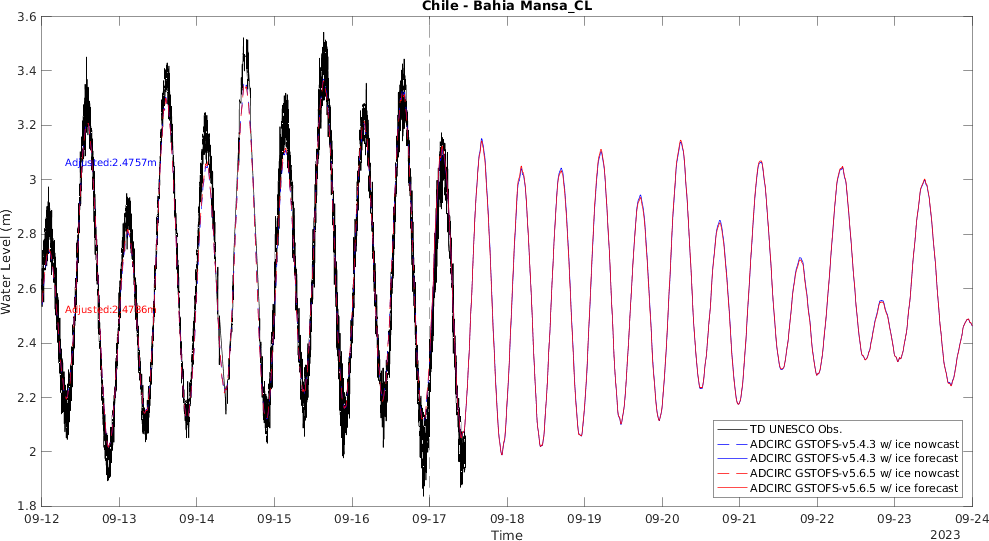 Chile - Bahia Mansa_CL
3.6
3.4
3.2
3
2.8
2.6
2.4
2.2
2
1.8
Water Level (m)
Adjusted:2.4757m
Adjusted:2.4786m
TD UNESCO Obs.
ADCIRC GSTOFS-v5.4.3 w/ ice nowcast
ADCIRC GSTOFS-v5.4.3 w/ ice forecast
ADCIRC GSTOFS-v5.6.5 w/ ice nowcast
ADCIRC GSTOFS-v5.6.5 w/ ice forecast
09-12 09-13 09-14 09-15 09-16 09-17 09-18 09-19 09-20 09-21 09-22 09-23 09-24
Time
2023